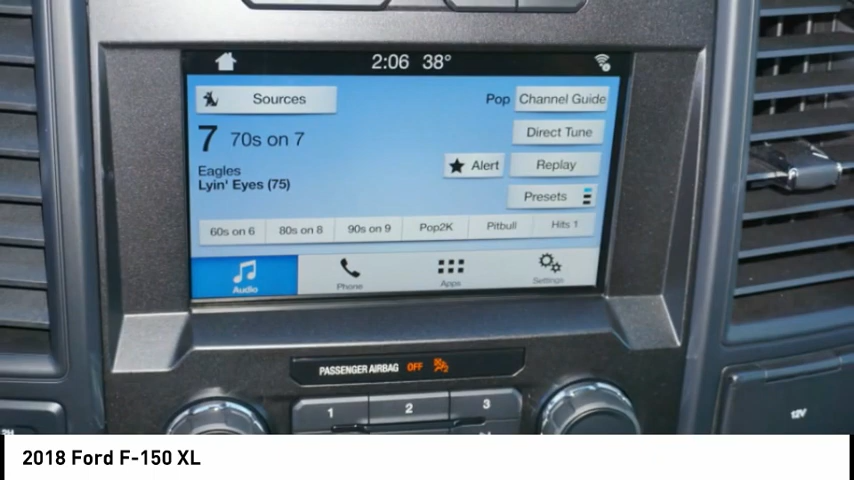 2:06 38°
Sources
Pop Channel Guide
7 70s on 7
Direct Tune
Eagles
Alert
Replay
Lyin' Eyes (75)
Presets
60s on 6 80s on 8 90s on 9 Pop2K Pitbull Hits 1
Audio Phone Apps Settings
PASSENGER AIRBAG OFF
1 2 3
12V
2018 Ford F-150 XL